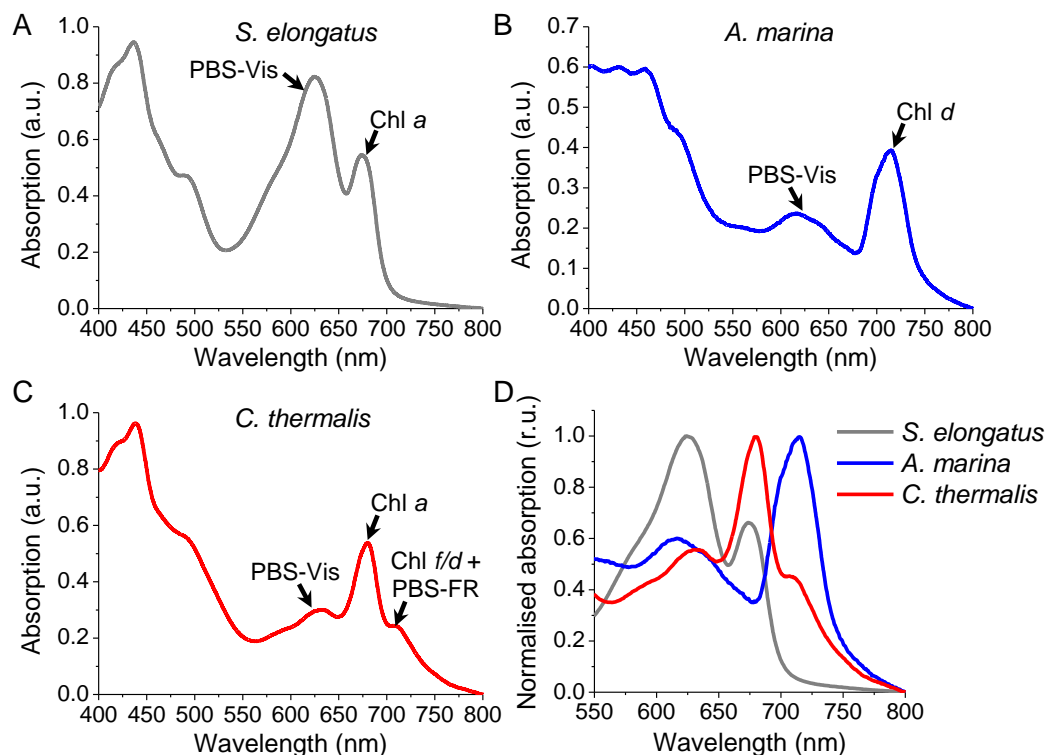 A
S. elongatus
PBS-Vis
Chl a
Absorption (a.u.)
1.0
0.8
0.6
0.4
0.2
0.0
400 450 500 550 600 650 700 750 800
Wavelength (nm)
B
A. marina
Chl d
PBS-Vis
Absorption (a.u.)
0.6
0.5
0.4
0.3
0.2
0.1
0.0
400 450 500 550 600 650 700 750 800
Wavelength (nm)
C
C. thermalis
Chl a
Chl f/d +
PBS-FR
PBS-Vis
Absorption (a.u.)
1.0
0.8
0.6
0.4
0.2
0.0
400 450 500 550 600 650 700 750 800
Wavelength (nm)
D
S. elongatus
A. marina
C. thermalis
Normalised absorption (r.u.)
1.0
0.8
0.6
0.4
0.2
0.0
550 600 650 700 750 800
Wavelength (nm)